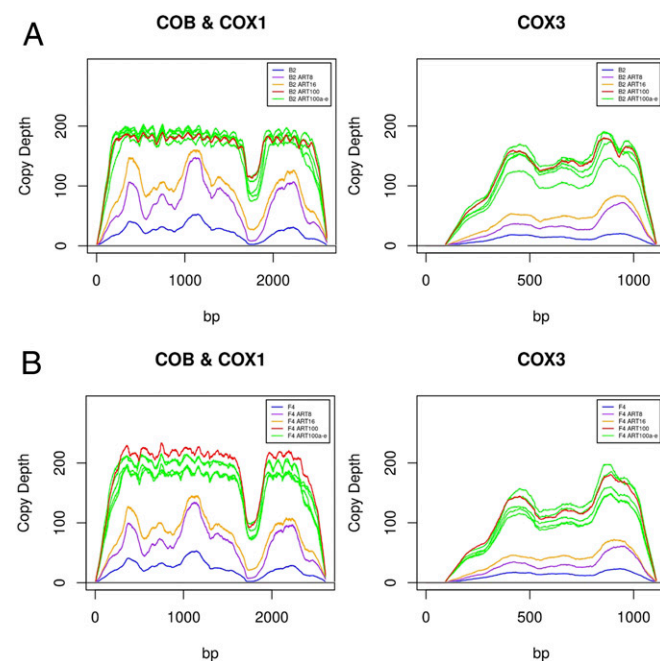 A
COB & COX1
COX3
B2
B2 ART8
B2 ART16
B2 ART100
B2 ART100a-e
B2
B2 ART8
B2 ART16
B2 ART100
B2 ART100a-e
Copy Depth
200
100
0
0
1000
2000
bp
Copy Depth
200
100
0
0
500
1000
bp
B
COB & COX1
COX3
F4
F4 ART8
F4 ART16
F4 ART100
F4 ART100a-e
F4
F4 ART8
F4 ART16
F4 ART100
F4 ART100a-e
Copy Depth
200
100
0
0
1000
2000
bp
Copy Depth
200
100
0
0
500
1000
bp